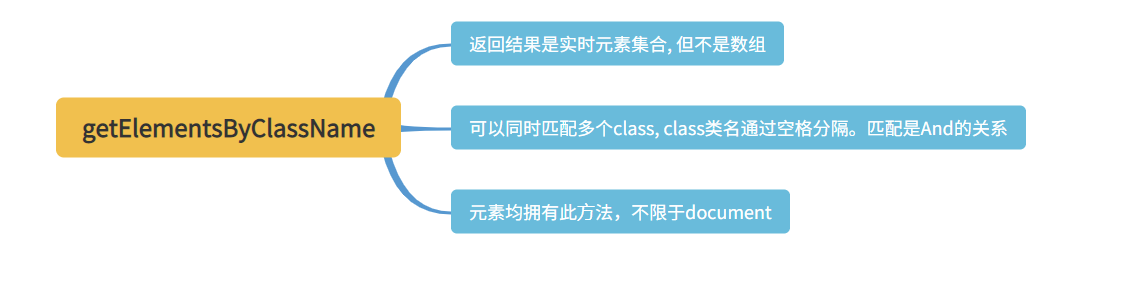 getElementsByClassName
返回结果是实时元素集合, 但不是数组
可以同时匹配多个class, class类名通过空格分隔。匹配是And的关系
元素均拥有此方法，不限于document